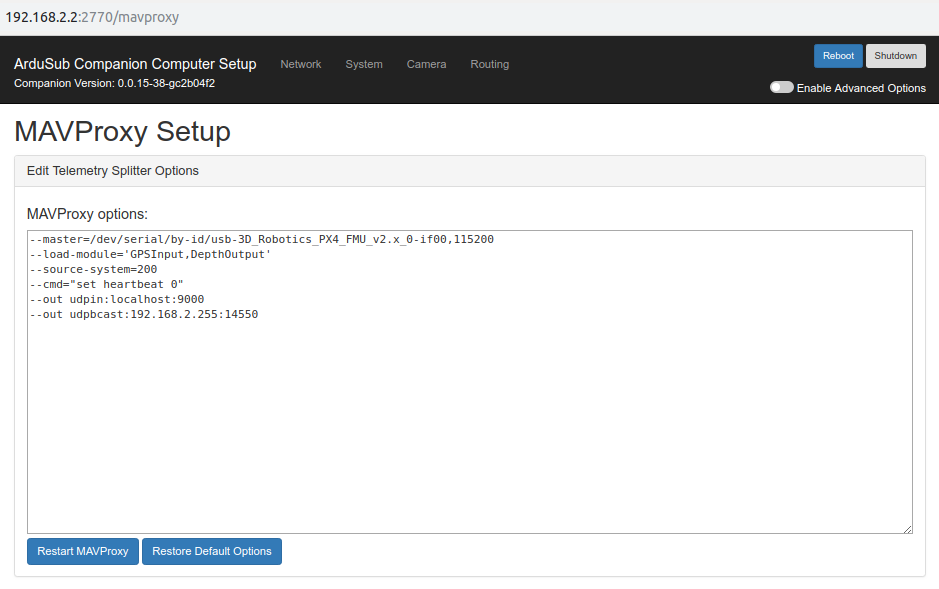 192.168.2.2:2770/mavproxy
ArduSub Companion Computer Setup Network System Camera Routing Reboot Shutdown
Companion Version: 0.0.15-38-gc2b04f2 Enable Advanced Options
MAVProxy Setup
Edit Telemetry Splitter Options
MAVProxy options:
--master=/dev/serial/by-id/usb-3D_Robotics_PX4_FMU_v2.x_0-if00,115200
--load-module='GPSInput,DepthOutput'
--source-system=200
--cmd="set heartbeat 0"
--out udpin:localhost:9000
--out udpbcast:192.168.2.255:14550
Restart MAVProxy Restore Default Options